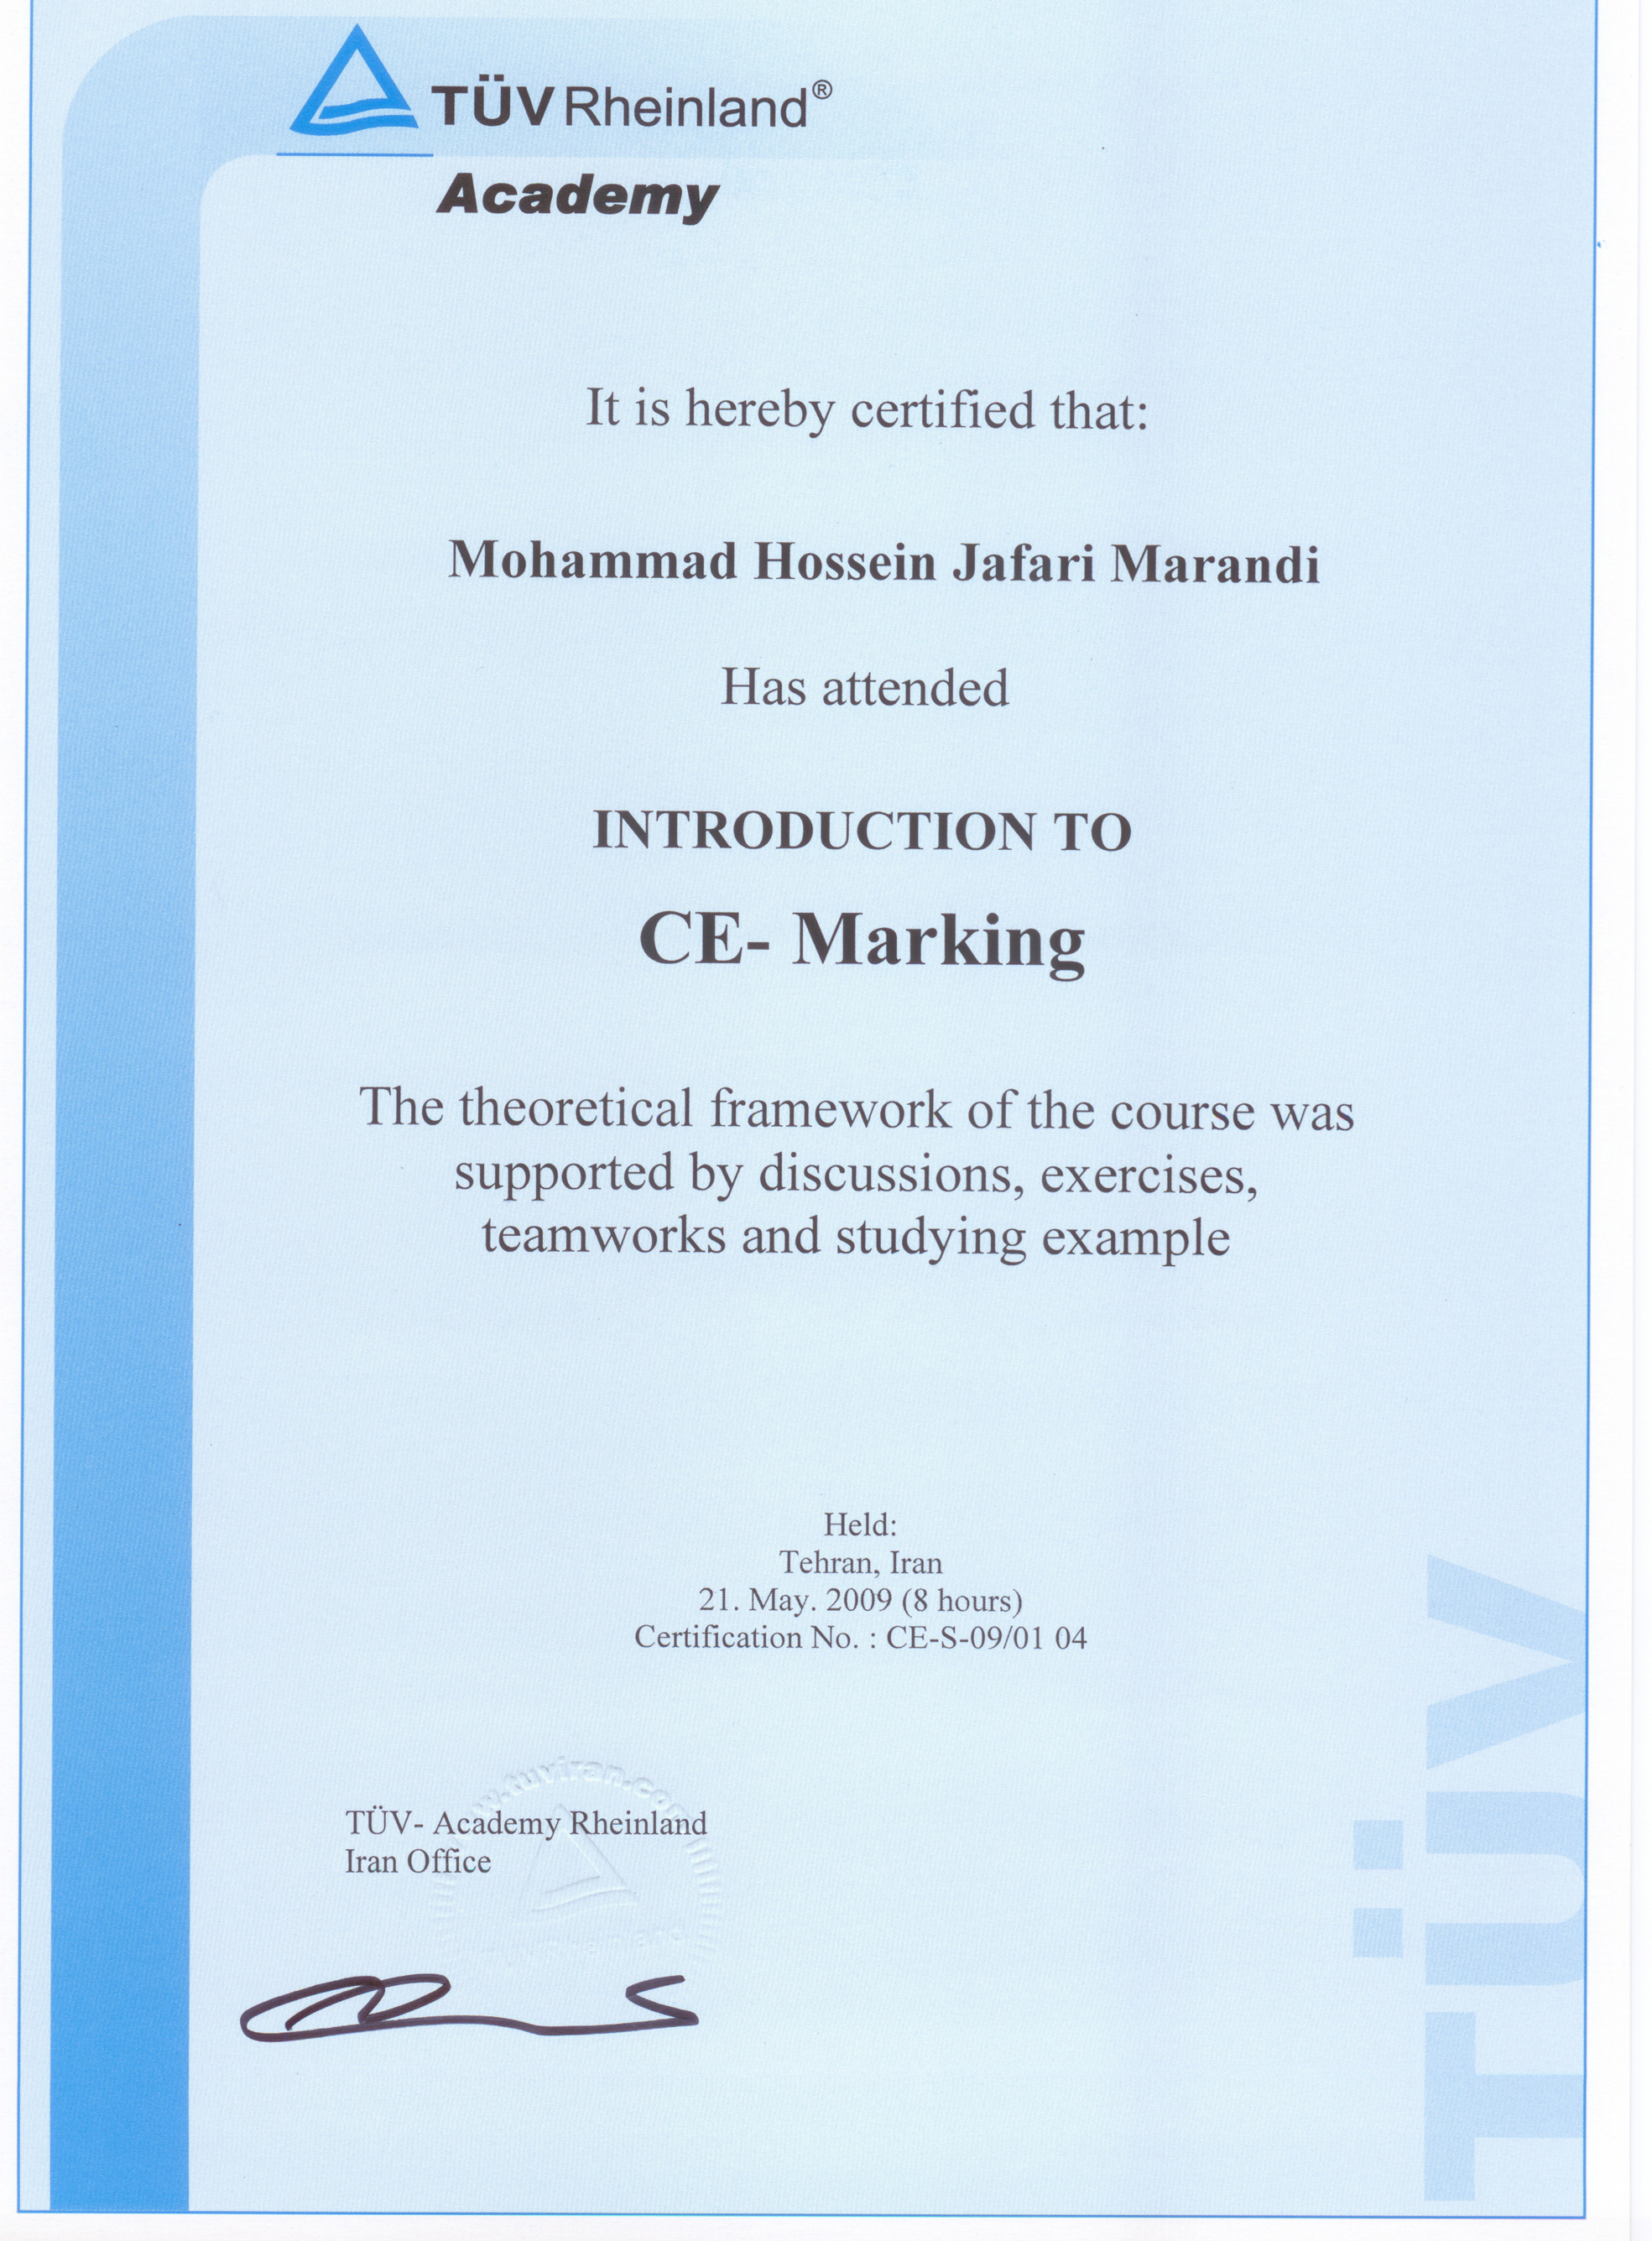 TÜV Rheinland®
Academy
It is hereby certified that:
Mohammad Hossein Jafari Marandi
Has attended
INTRODUCTION TO
CE- Marking
The theoretical framework of the course was
supported by discussions, exercises,
teamworks and studying example
Held:
Tehran, Iran
21. May. 2009 (8 hours)
Certification No. : CE-S-09/01 04
w.tuviran.com
TÜV- Academy Rheinland
Iran Office
TÜV Rheinland
TÜV